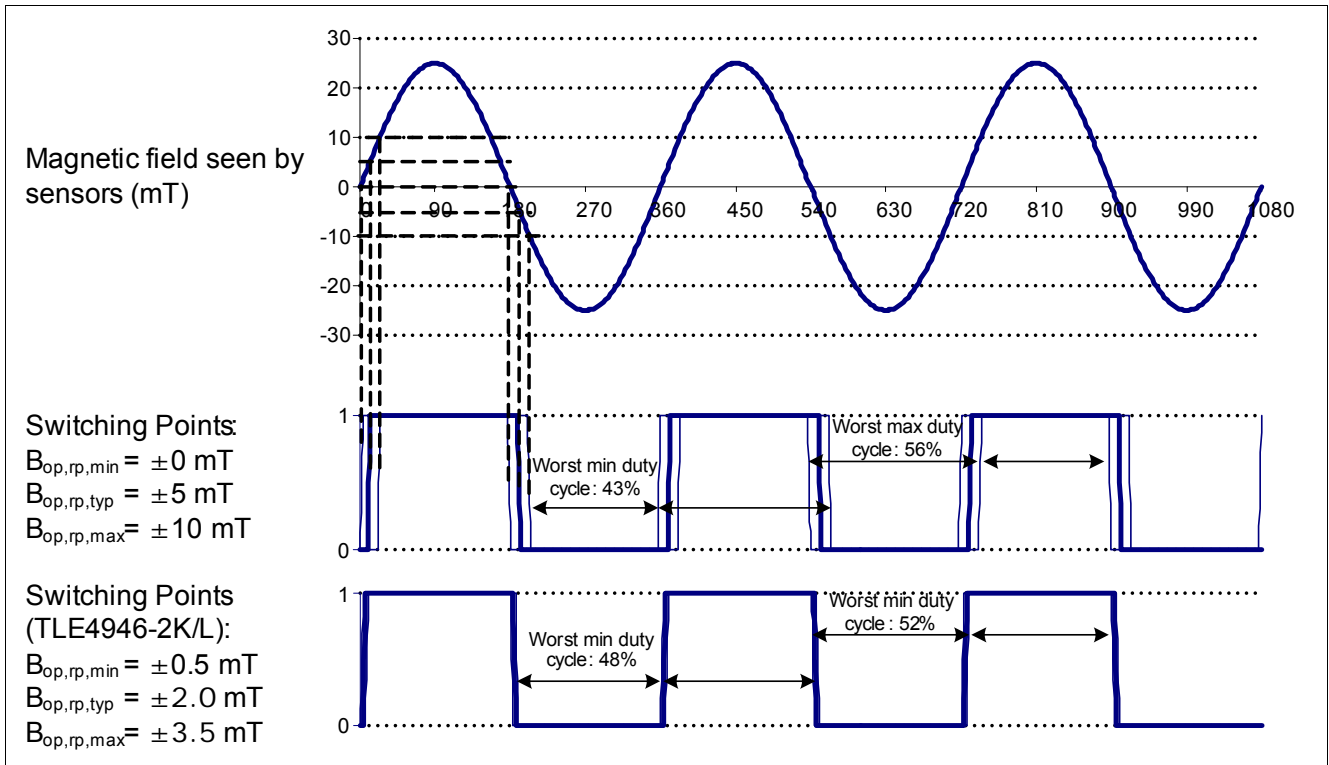 30
20
10
0
-10
-20
-30
Magnetic field seen by
sensors (mT)
0 90 180 270 360 450 540 630 720 810 900 990 1080
Switching Points:
Bop,rp,min = ±0 mT
Bop,rp,typ = ±5 mT
Bop,rp,max= ±10 mT
1
0
Worst min duty
cycle: 43%
Worst max duty
cycle: 56%
Switching Points
(TLE4946-2K/L):
Bop,rp,min = ±0.5 mT
Bop,rp,typ = ±2.0 mT
Bop,rp,max= ±3.5 mT
1
0
Worst min duty
cycle: 48%
Worst min duty
cycle: 52%